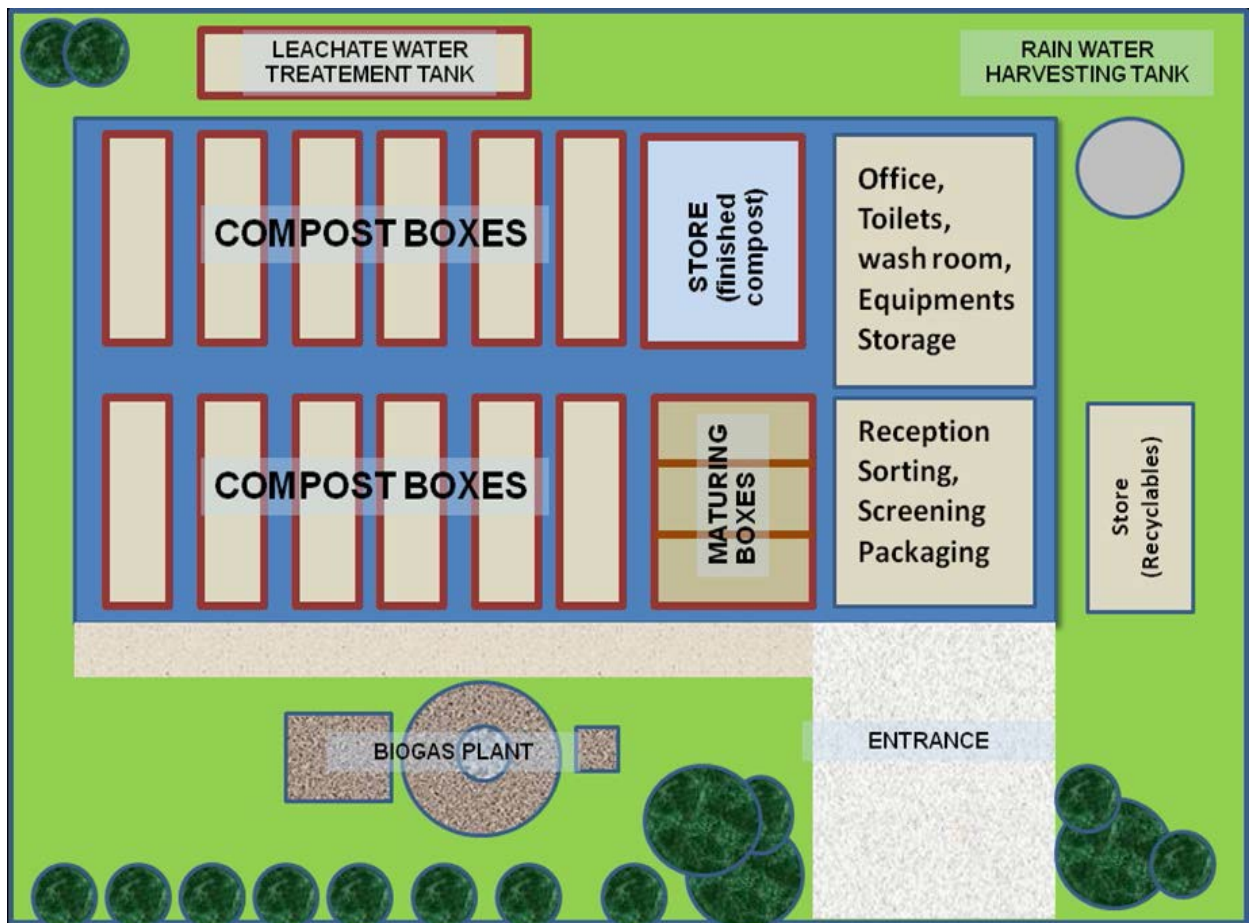 LEACHATE WATER
TREATEMENT TANK
RAIN WATER
HARVESTING TANK
COMPOST BOXES
STORE
(finished
compost)
Office,
Toilets,
wash room,
Equipments
Storage
COMPOST BOXES
MATURING
BOXES
Reception
Sorting,
Screening
Packaging
Store
(Recyclables)
BIOGAS PLANT
ENTRANCE